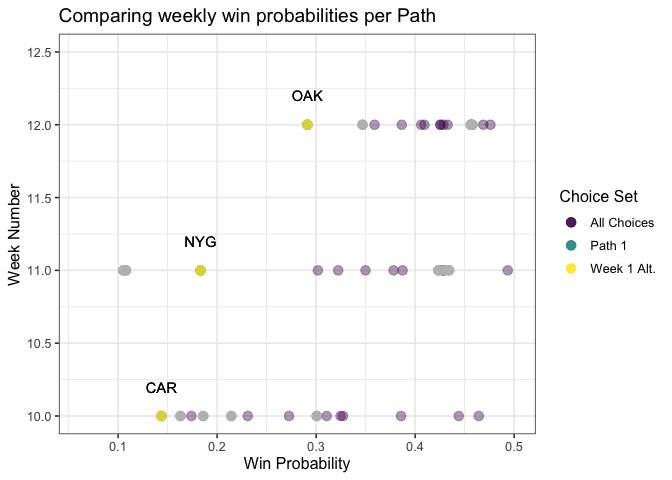 Comparing weekly win probabilities per Path
12.5
12.0
11.5
11.0
10.5
10.0
Week Number
OAK
NYG
CAR
0.1 0.2 0.3 0.4 0.5
Win Probability
Choice Set
All Choices
Path 1
Week 1 Alt.